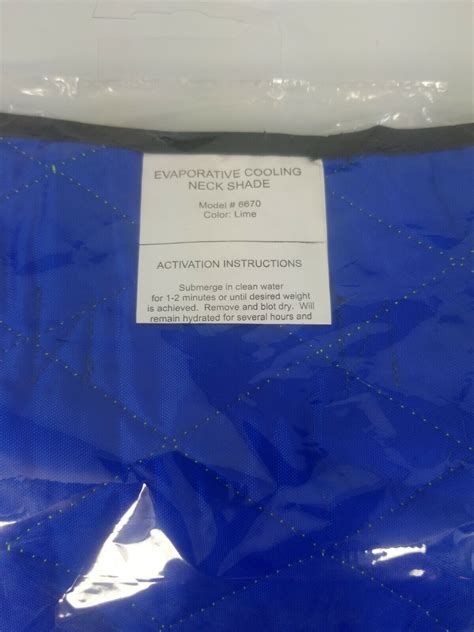 EVAPORATIVE COOLING
NECK SHADE
Model # 6670
Color: Lime
ACTIVATION INSTRUCTIONS
Submerge in clean water
for 1-2 minutes or until desired weight
is achieved. Remove and blot dry. Will
remain hydrated for several hours and